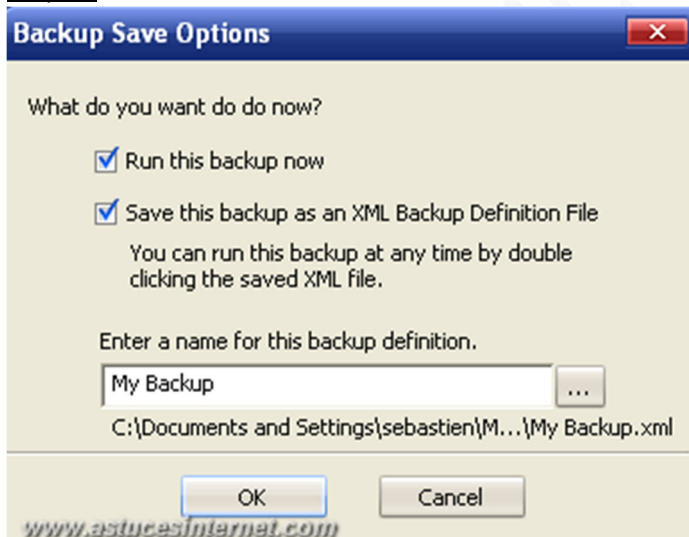 Backup Save Options
What do you want do do now?
Run this backup now
Save this backup as an XML Backup Definition File
You can run this backup at any time by double
clicking the saved XML file.
Enter a name for this backup definition.
My Backup
...
C:\Documents and Settings\sebastien\M...\My Backup.xml
OK Cancel
www.astucesinternet.com